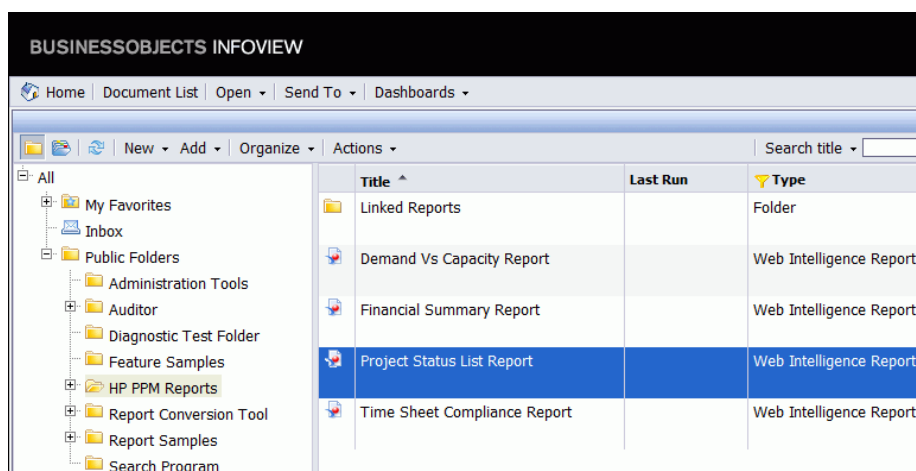 BUSINESSOBJECTS INFOVIEW
Home Document List Open Send To Dashboards
New Add Organize Actions Search title
All
Title Last Run Type
My Favorites
Linked Reports Folder
Inbox
Public Folders
Demand Vs Capacity Report Web Intelligence Report
Administration Tools
Auditor
Financial Summary Report Web Intelligence Report
Diagnostic Test Folder
Feature Samples
Project Status List Report Web Intelligence Report
HP PPM Reports
Report Conversion Tool
Time Sheet Compliance Report Web Intelligence Report
Report Samples
Search Program